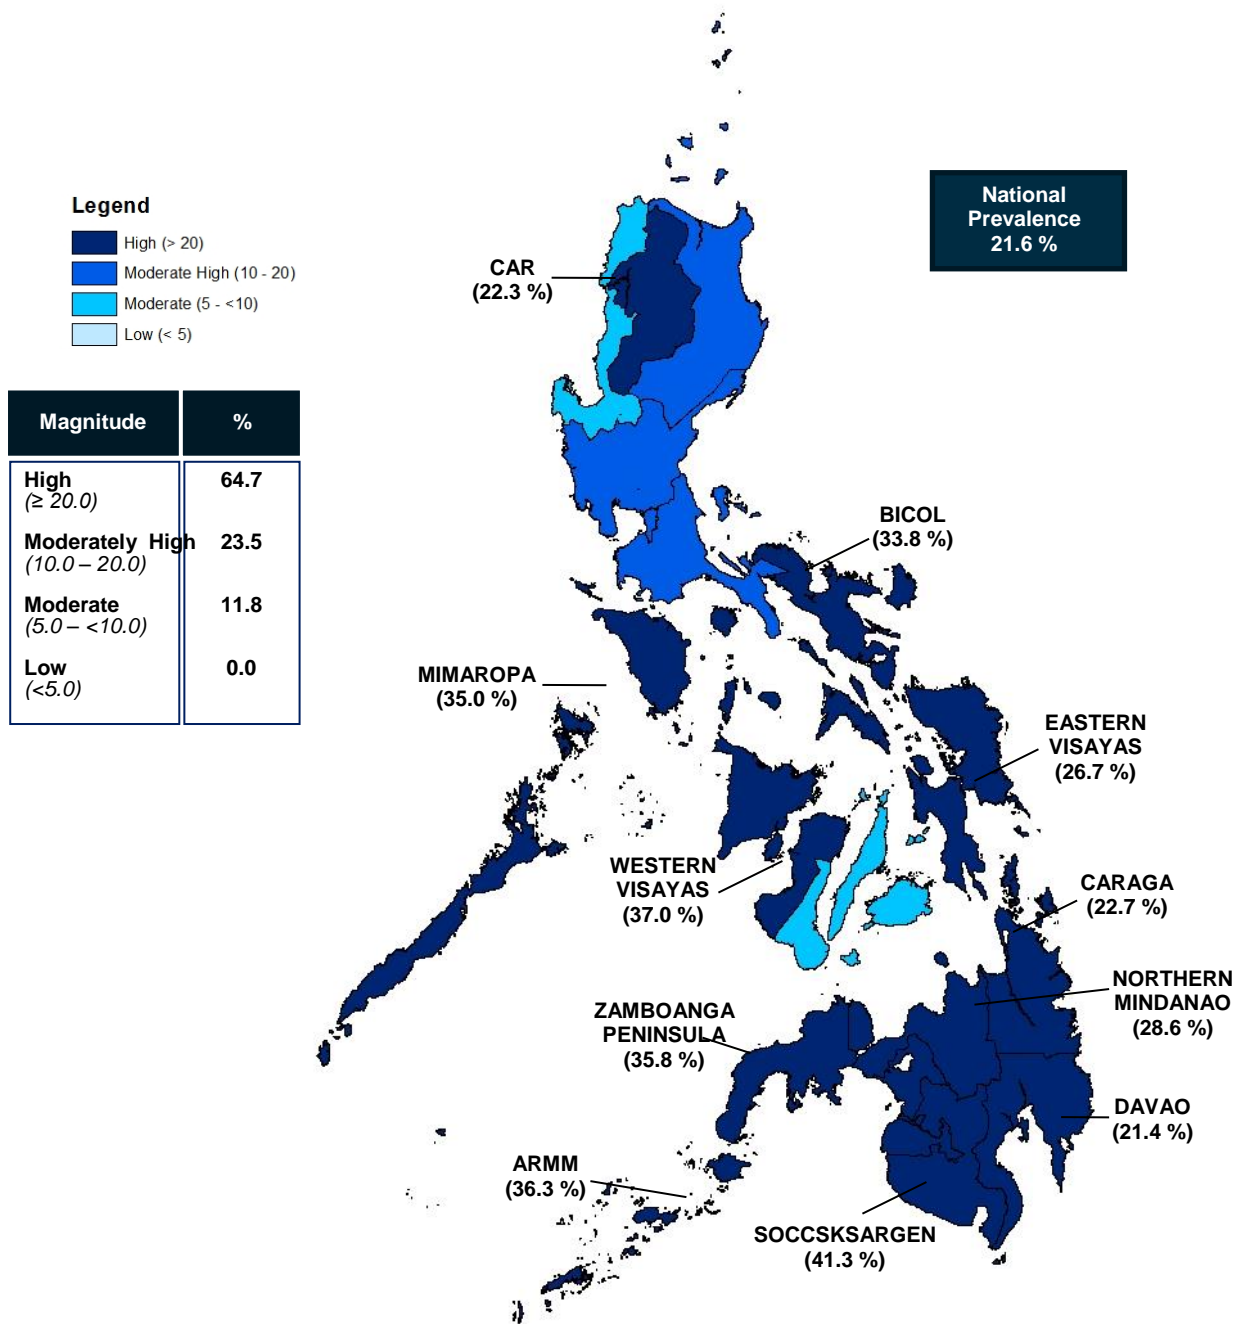 National
Prevalence
21.6 %
Legend
High (> 20)
Moderate High (10 - 20)
Moderate (5 - <10)
Low (< 5)
CAR
(22.3 %)
Magnitude %
High 64.7
(≥ 20.0)
Moderately High 23.5
(10.0 – 20.0)
Moderate 11.8
(5.0 – <10.0)
Low 0.0
(<5.0)
BICOL
(33.8 %)
MIMAROPA
(35.0 %)
EASTERN
VISAYAS
(26.7 %)
WESTERN
VISAYAS
(37.0 %)
CARAGA
(22.7 %)
NORTHERN
MINDANAO
(28.6 %)
ZAMBOANGA
PENINSULA
(35.8 %)
DAVAO
(21.4 %)
ARMM
(36.3 %)
SOCCSKSARGEN
(41.3 %)